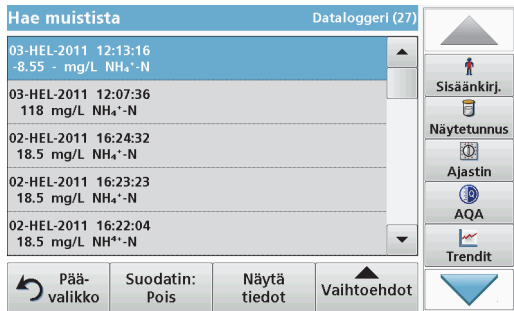 Hae muistista
Dataloggeri (27)
03-HEL-2011 12:13:16
-8.55 - mg/L NH₄⁺-N
03-HEL-2011 12:07:36
118 mg/L NH₄⁺-N
02-HEL-2011 16:24:32
18.5 mg/L NH₄⁺-N
02-HEL-2011 16:23:23
18.5 mg/L NH₄⁺-N
02-HEL-2011 16:22:04
18.5 mg/L NH⁴⁺-N
Sisäänkirj.
Näytetunnus
Ajastin
AQA
Trendit
Pää-
valikko
Suodatin:
Pois
Näytä
tiedot
Vaihtoehdot